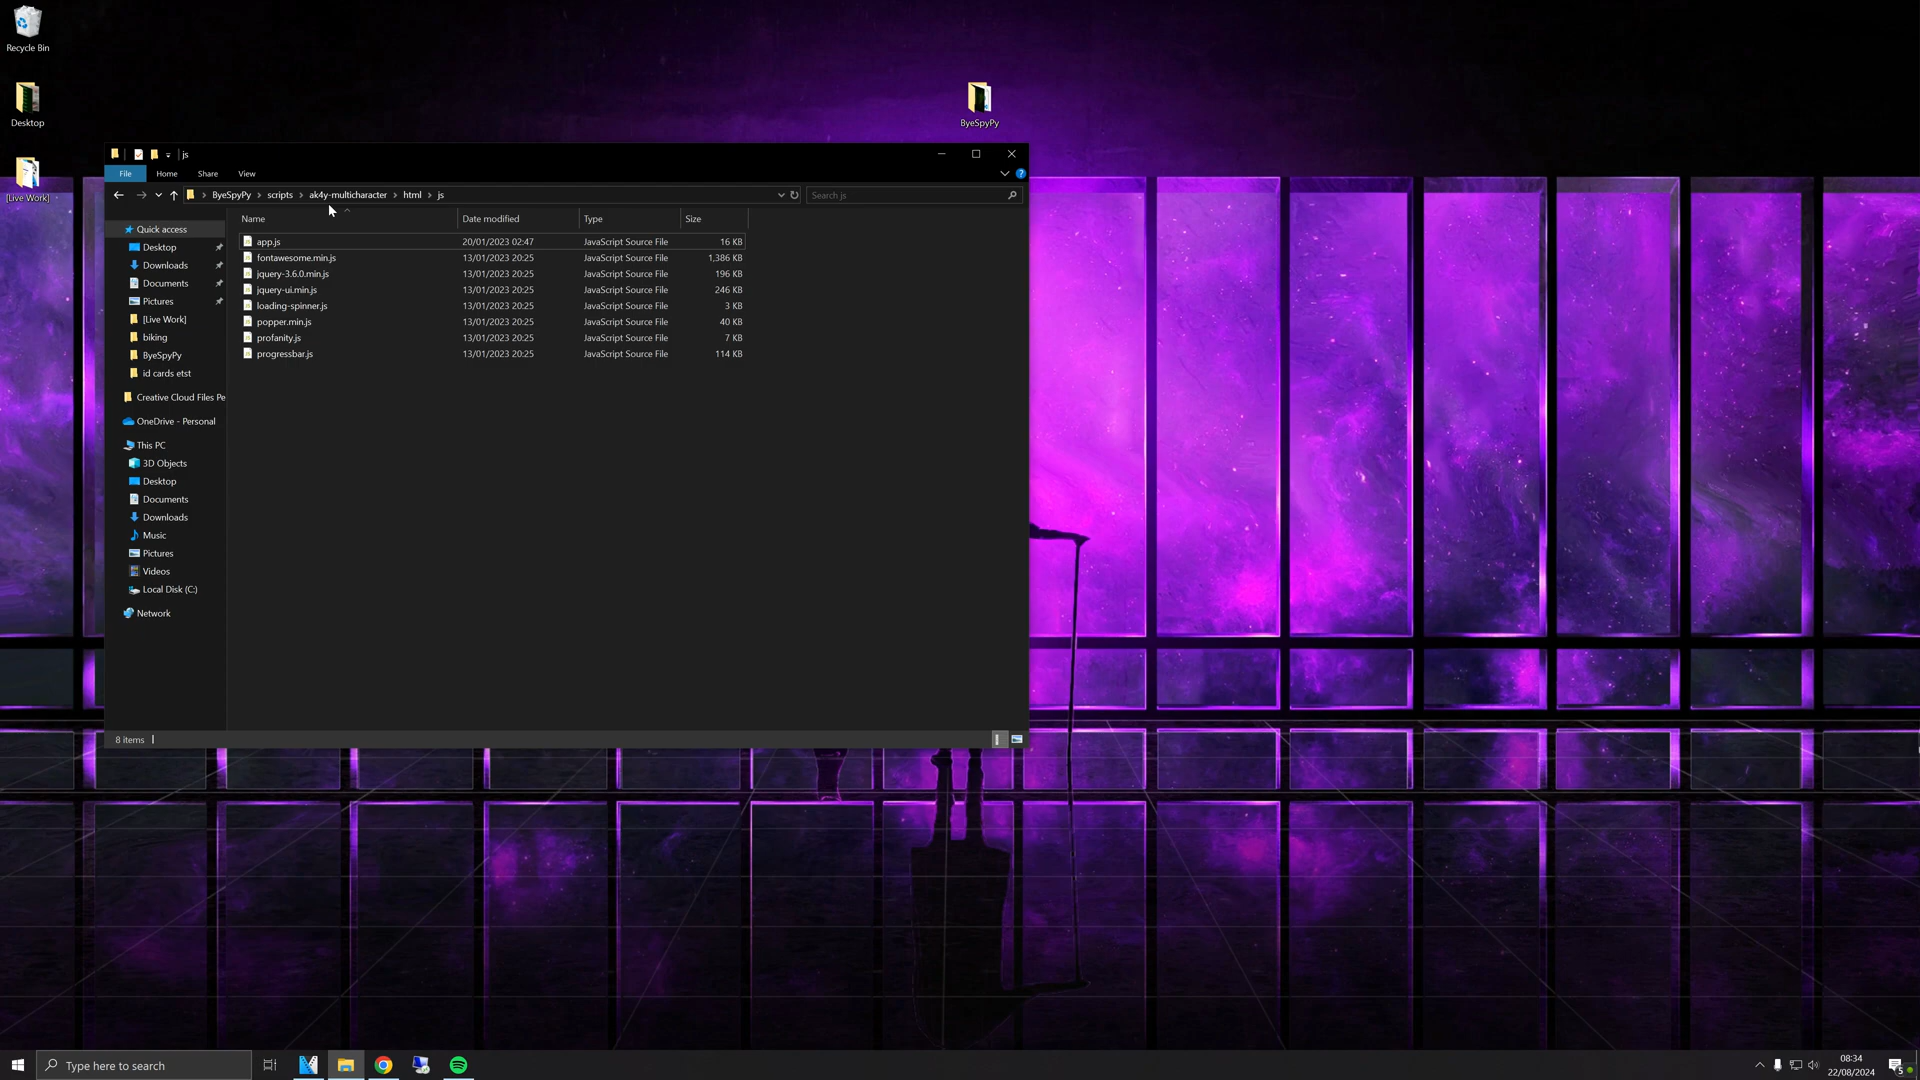 Recycle Bin
Desktop
[Live Work]
ByeSpyPy
js
File Home Share View
ByeSpyPy scripts ak4y-multicharacter html js Search js
Name Date modified Type Size
app.js 20/01/2023 02:47 JavaScript Source File 16 KB
fontawesome.min.js 13/01/2023 20:25 JavaScript Source File 1,386 KB
jquery-3.6.0.min.js 13/01/2023 20:25 JavaScript Source File 196 KB
jquery-ui.min.js 13/01/2023 20:25 JavaScript Source File 246 KB
loading-spinner.js 13/01/2023 20:25 JavaScript Source File 3 KB
popper.min.js 13/01/2023 20:25 JavaScript Source File 40 KB
profanity.js 13/01/2023 20:25 JavaScript Source File 7 KB
progressbar.js 13/01/2023 20:25 JavaScript Source File 114 KB
Quick access
Desktop
Downloads
Documents
Pictures
[Live Work]
biking
ByeSpyPy
id cards etst
Creative Cloud Files Pe
OneDrive - Personal
This PC
3D Objects
Desktop
Documents
Downloads
Music
Pictures
Videos
Local Disk (C:)
Network
8 items
Type here to search
08:34
22/08/2024
5